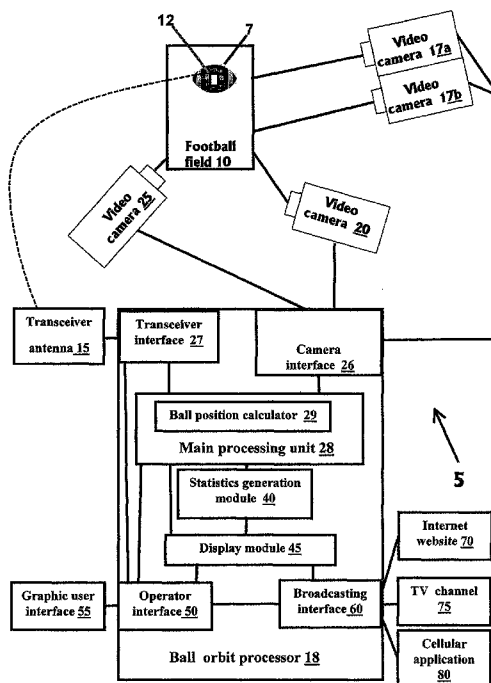 12
7
Video
camera 17a
Video
camera 17b
Football
field 10
Video
camera 25
Video
camera 20
Transceiver
antenna 15
Transceiver
interface 27
Camera
interface 26
Ball position calculator 29
Main processing unit 28
Statistics generation
module 40
5
Display module 45
Internet
website 70
Graphic user
interface 55
Operator
interface 50
Broadcasting
interface 60
TV channel
75
Ball orbit processor 18
Cellular
application
80